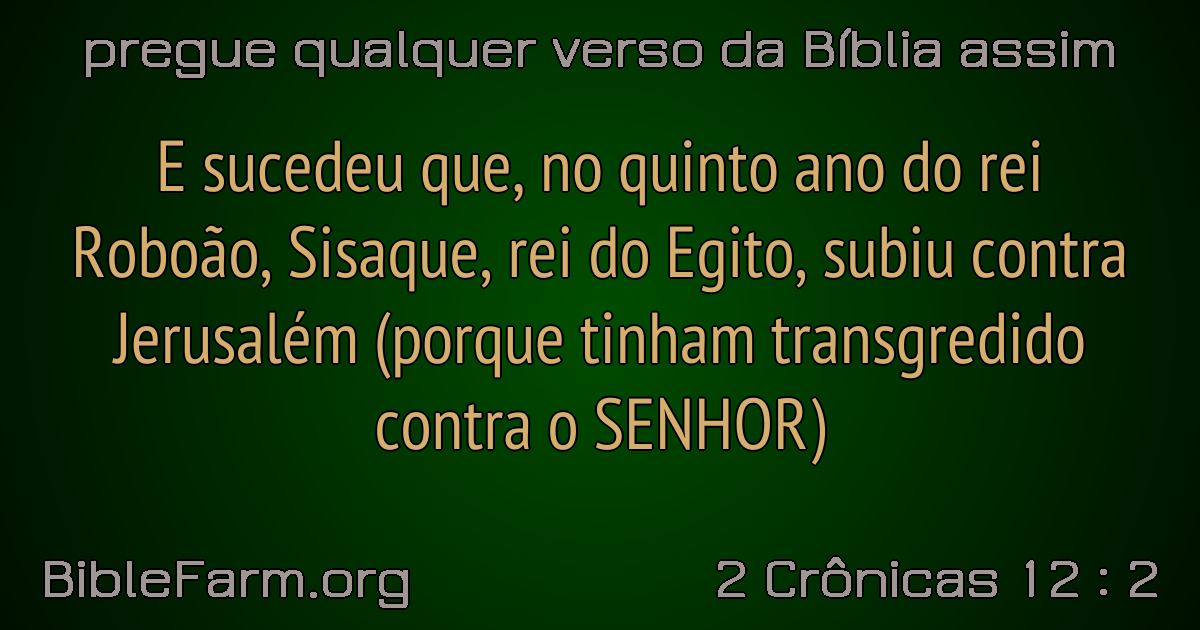 pregue qualquer verso da Bíblia assim
E sucedeu que, no quinto ano do rei
Roboão, Sisaque, rei do Egito, subiu contra
Jerusalém (porque tinham transgredido
contra o SENHOR)
BibleFarm.org
2 Crônicas 12 : 2